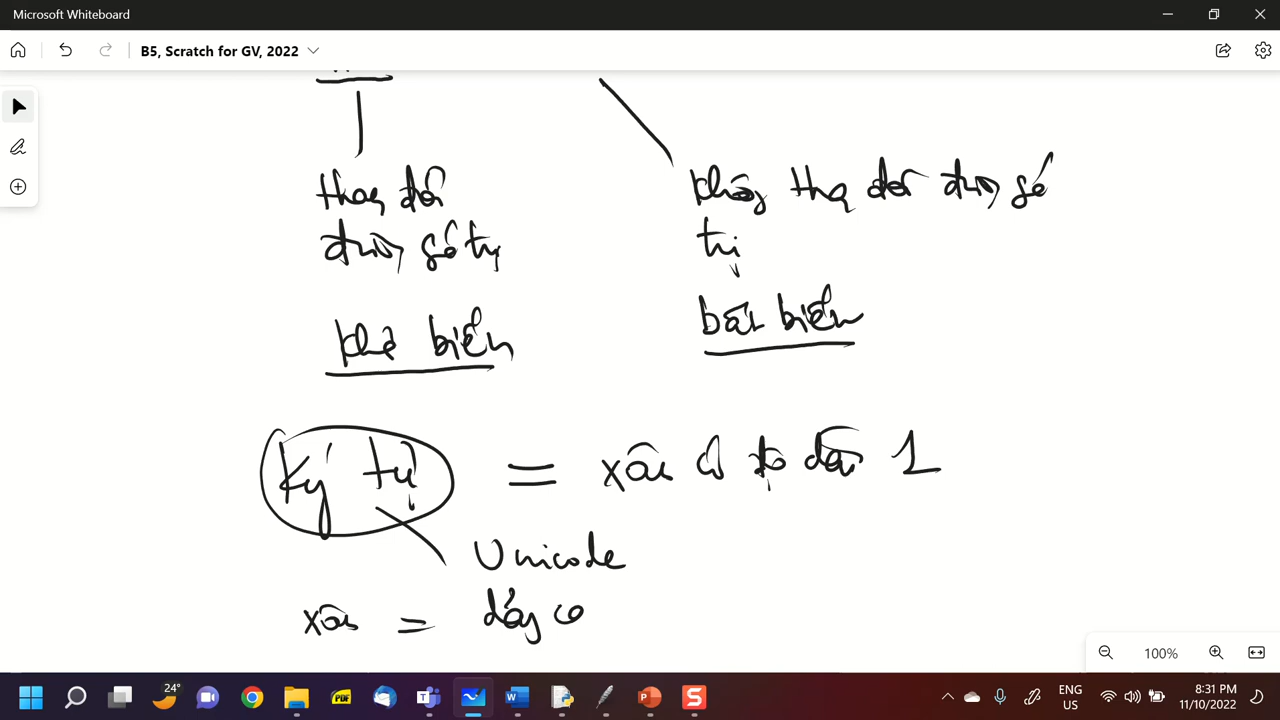 Microsoft Whiteboard
B5, Scratch for GV, 2022
thay đổi
được giá trị
khả biến
không thay đổi được giá
trị
bất biến
Ký tự = xâu có độ dài 1
Unicode
xâu = dãy có
100%
24°
ENG
US
8:31 PM
11/10/2022